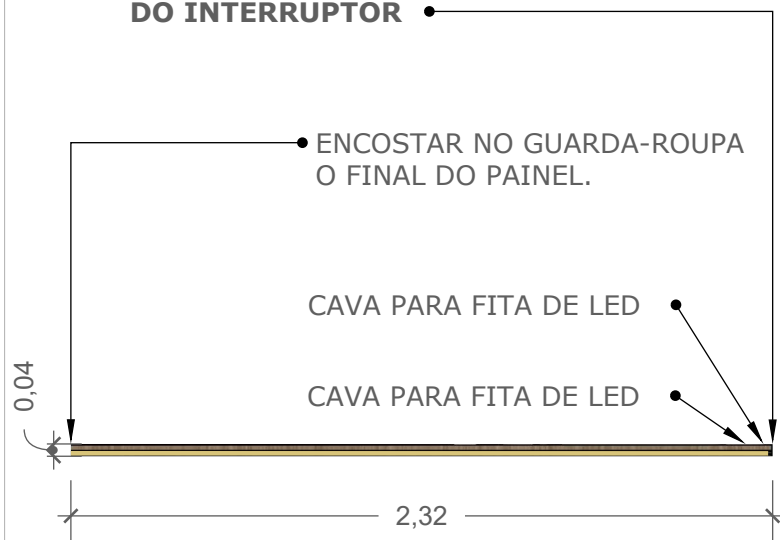 DO INTERRUPTOR
ENCOSTAR NO GUARDA-ROUPA
O FINAL DO PAINEL.
CAVA PARA FITA DE LED
0,04
CAVA PARA FITA DE LED
2,32